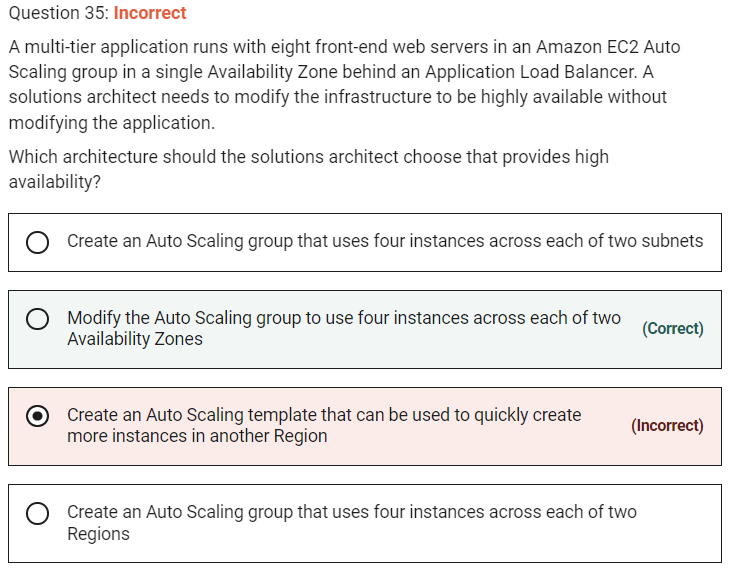 Question 35: Incorrect
A multi-tier application runs with eight front-end web servers in an Amazon EC2 Auto
Scaling group in a single Availability Zone behind an Application Load Balancer. A
solutions architect needs to modify the infrastructure to be highly available without
modifying the application.
Which architecture should the solutions architect choose that provides high
availability?
Create an Auto Scaling group that uses four instances across each of two subnets
Modify the Auto Scaling group to use four instances across each of two
Availability Zones
(Correct)
Create an Auto Scaling template that can be used to quickly create
more instances in another Region
(Incorrect)
Create an Auto Scaling group that uses four instances across each of two
Regions